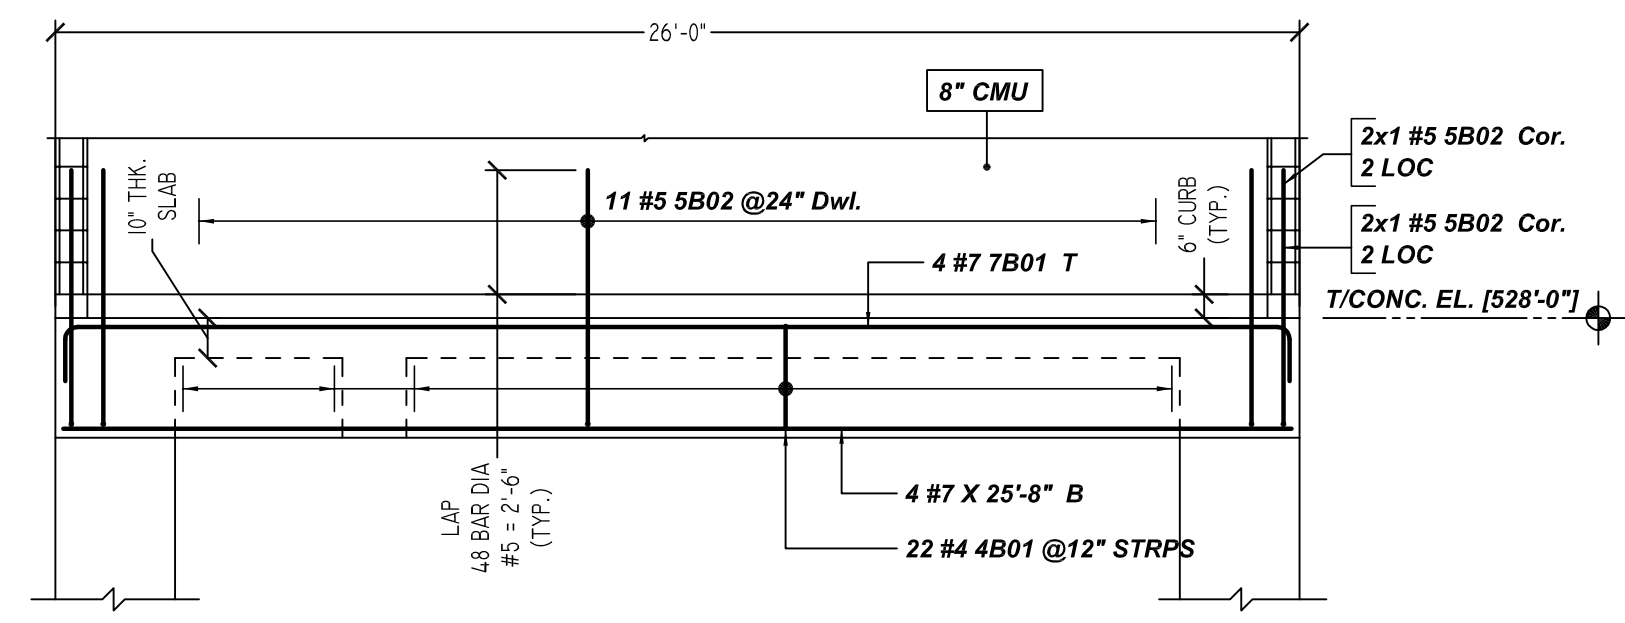 26'-0"
8" CMU
10" THK.
SLAB
11 #5 5B02 @24" Dwl.
6" CURB
(TYP.)
2x1 #5 5B02 Cor.
2 LOC
2x1 #5 5B02 Cor.
2 LOC
4 #7 7B01 T
T/CONC. EL. [528'-0"]
LAP
48 BAR DIA
#5 = 2'-6"
(TYP.)
4 #7 X 25'-8" B
22 #4 4B01 @12" STRPS